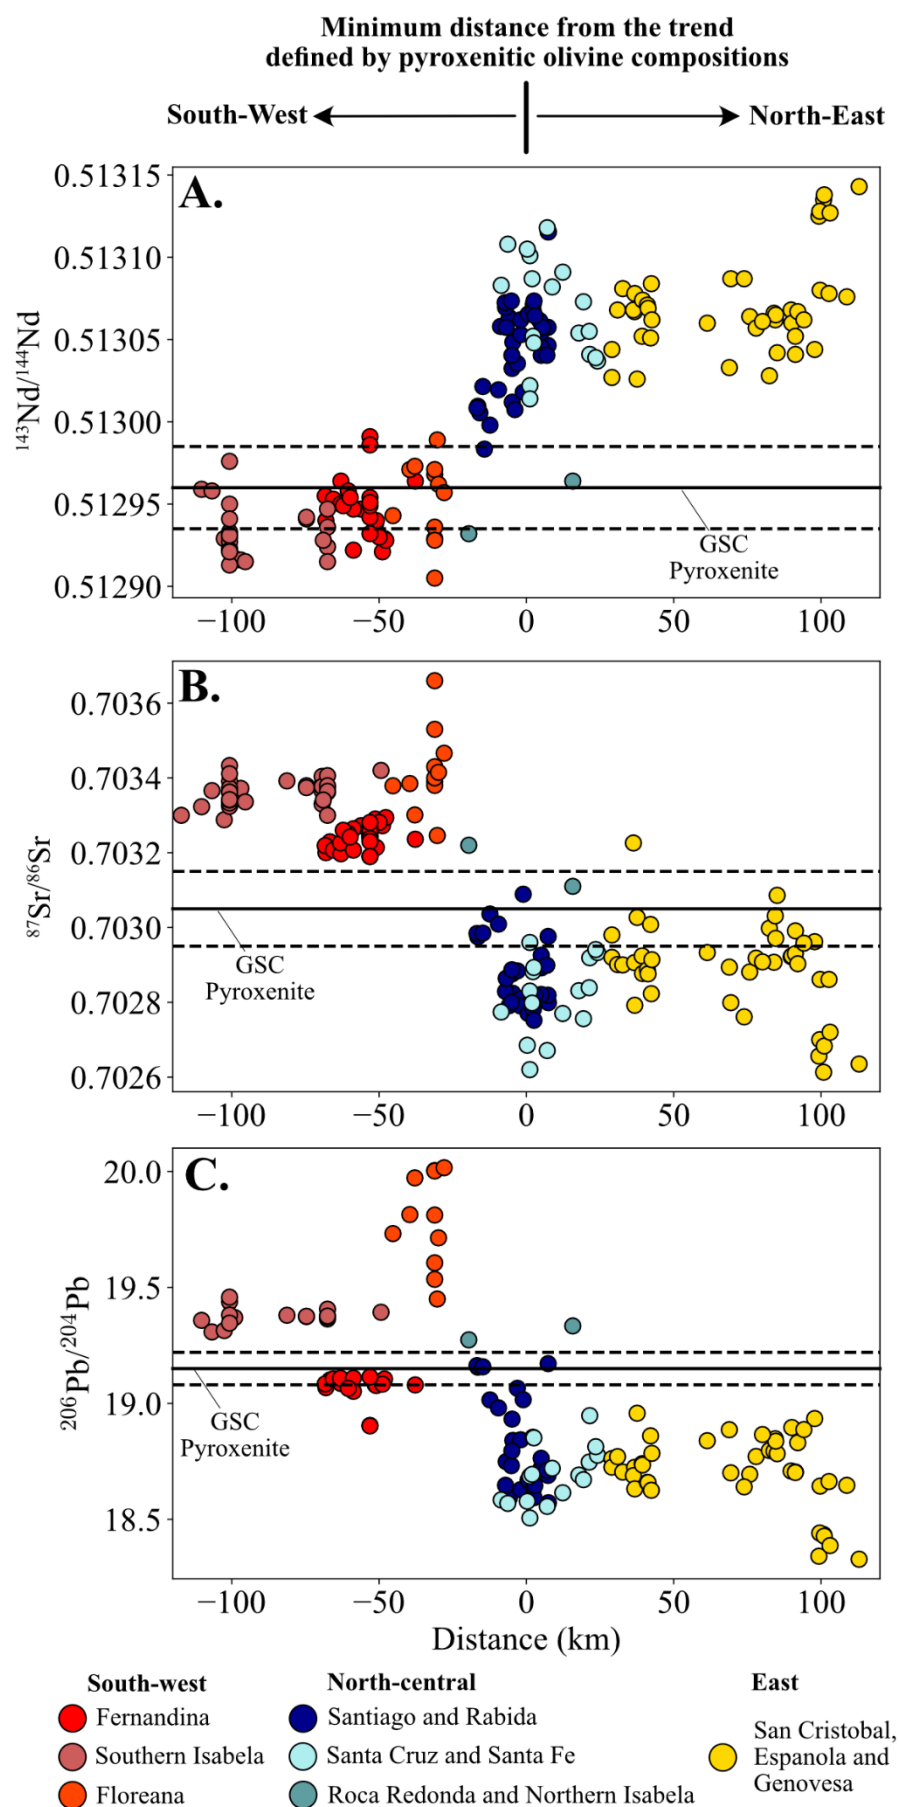 Minimum distance from the trend
defined by pyroxenitic olivine compositions
South-West
North-East
A.
0.51315
0.51310
0.51305
0.51300
0.51295
0.51290
¹⁴³Nd/¹⁴⁴Nd
GSC
Pyroxenite
−100
−50
0
50
100
B.
0.7036
0.7034
0.7032
0.7030
0.7028
0.7026
⁸⁷Sr/⁸⁶Sr
GSC
Pyroxenite
−100
−50
0
50
100
C.
20.0
19.5
19.0
18.5
²⁰⁶Pb/²⁰⁴Pb
GSC
Pyroxenite
−100
−50
0
50
100
Distance (km)
South-west
Fernandina
Southern Isabela
Floreana
North-central
Santiago and Rabida
Santa Cruz and Santa Fe
Roca Redonda and Northern Isabela
East
San Cristobal,
Espanola and
Genovesa